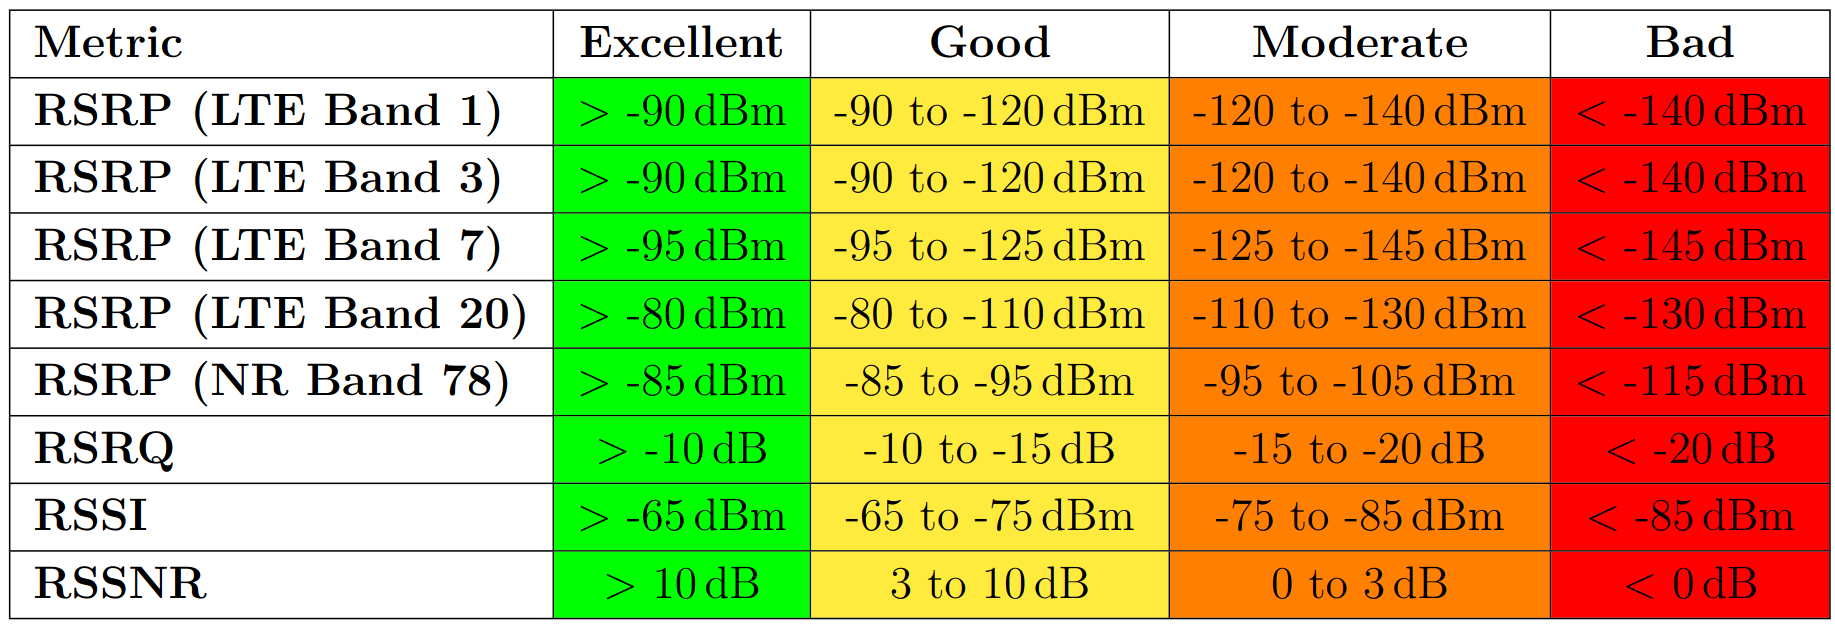 Metric Excellent Good Moderate Bad
RSRP (LTE Band 1) > -90 dBm -90 to -120 dBm -120 to -140 dBm < -140 dBm
RSRP (LTE Band 3) > -90 dBm -90 to -120 dBm -120 to -140 dBm < -140 dBm
RSRP (LTE Band 7) > -95 dBm -95 to -125 dBm -125 to -145 dBm < -145 dBm
RSRP (LTE Band 20) > -80 dBm -80 to -110 dBm -110 to -130 dBm < -130 dBm
RSRP (NR Band 78) > -85 dBm -85 to -95 dBm -95 to -105 dBm < -115 dBm
RSRQ > -10 dB -10 to -15 dB -15 to -20 dB < -20 dB
RSSI > -65 dBm -65 to -75 dBm -75 to -85 dBm < -85 dBm
RSSNR > 10 dB 3 to 10 dB 0 to 3 dB < 0 dB